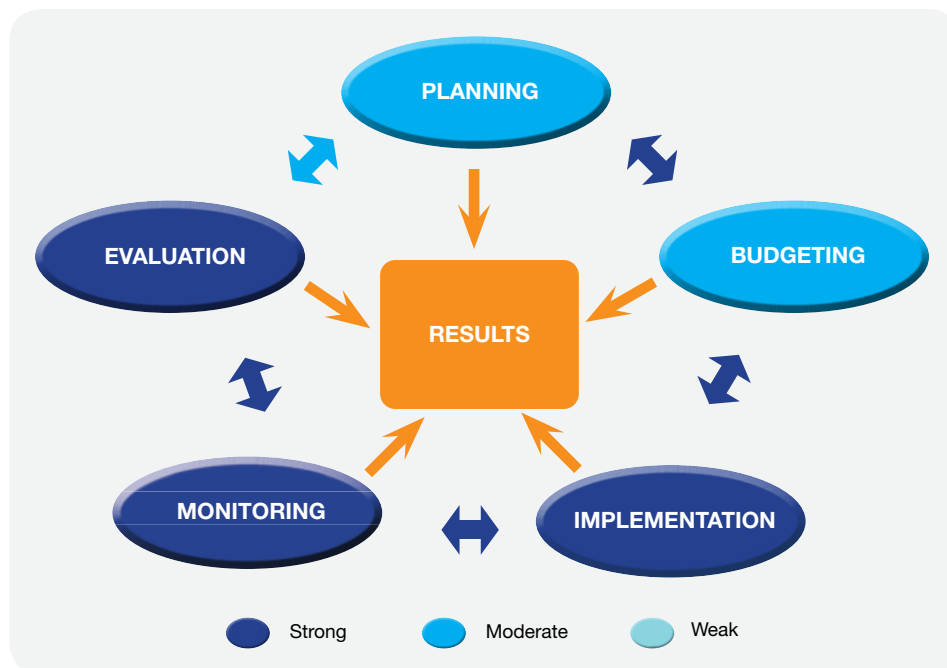 PLANNING
EVALUATION
BUDGETING
RESULTS
MONITORING
IMPLEMENTATION
Strong
Moderate
Weak